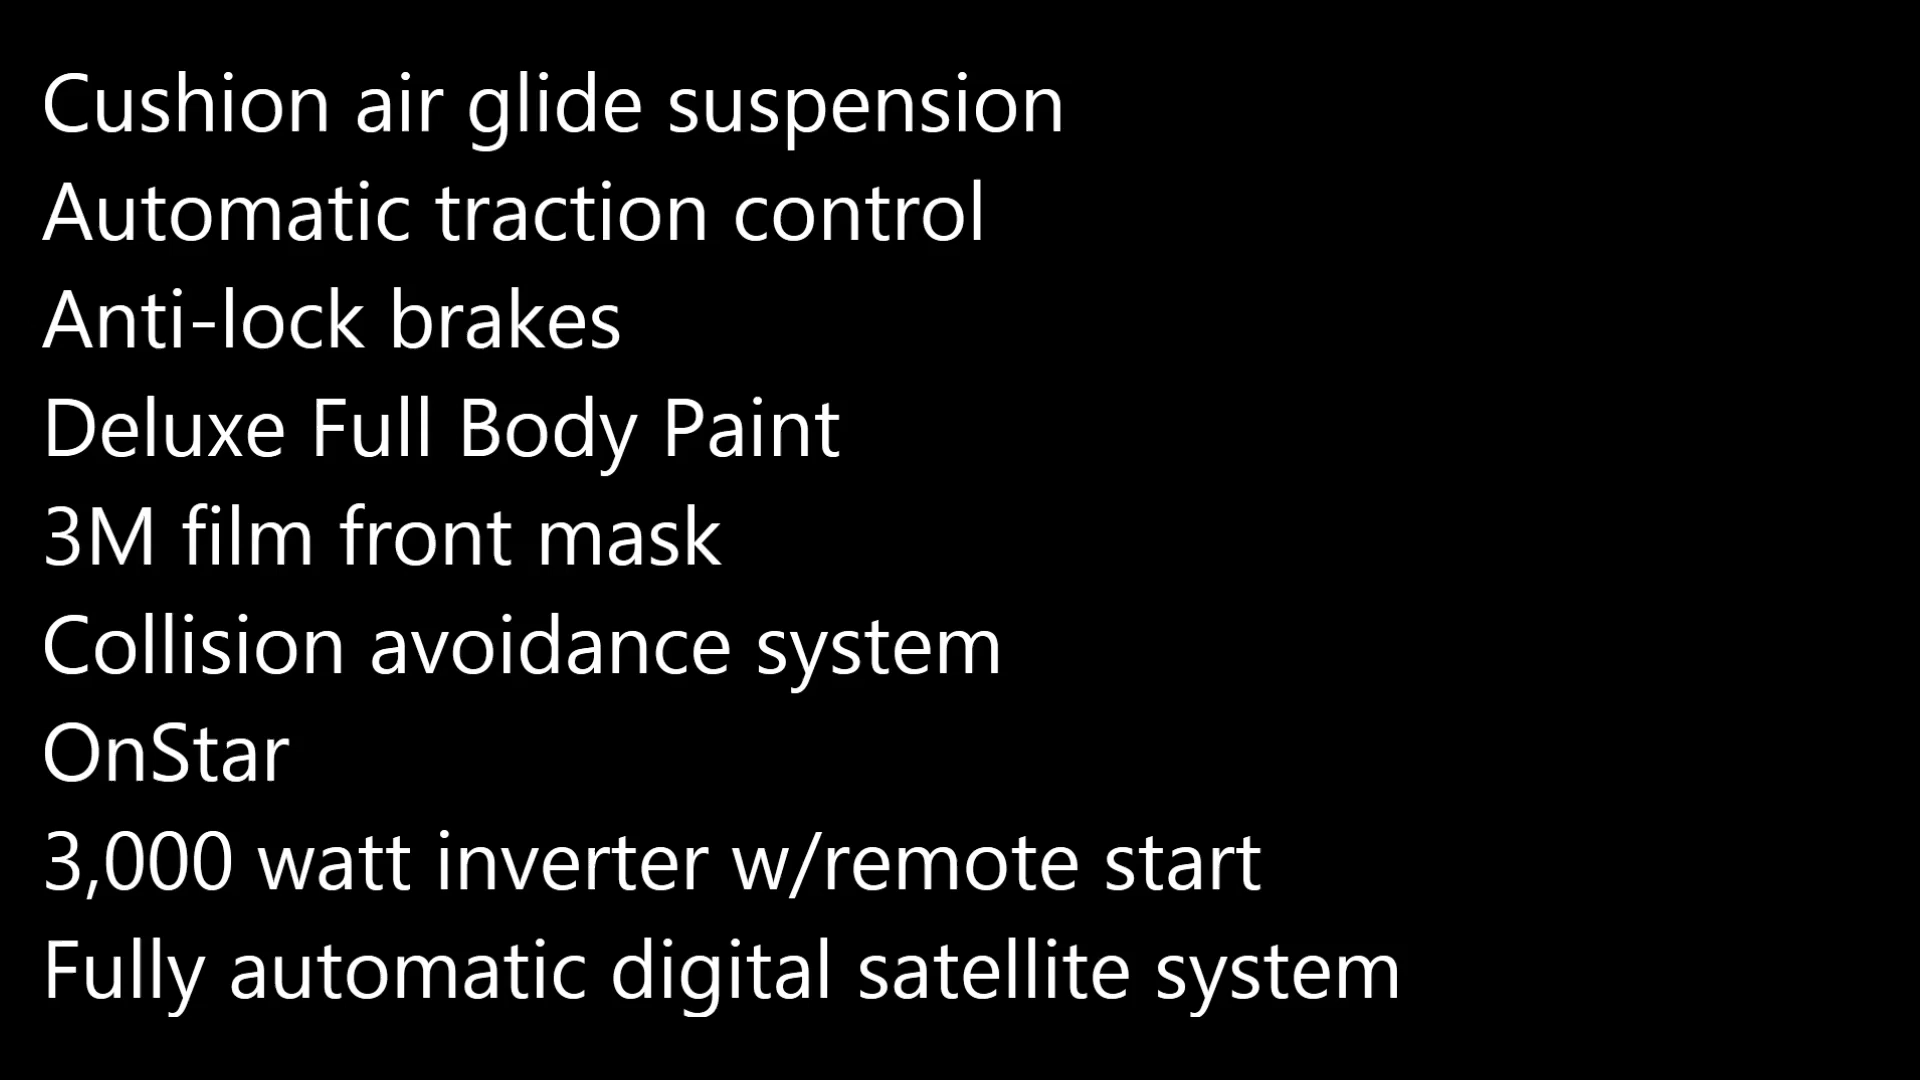 Cushion air glide suspension
Automatic traction control
Anti-lock brakes
Deluxe Full Body Paint
3M film front mask
Collision avoidance system
OnStar
3,000 watt inverter w/remote start
Fully automatic digital satellite system